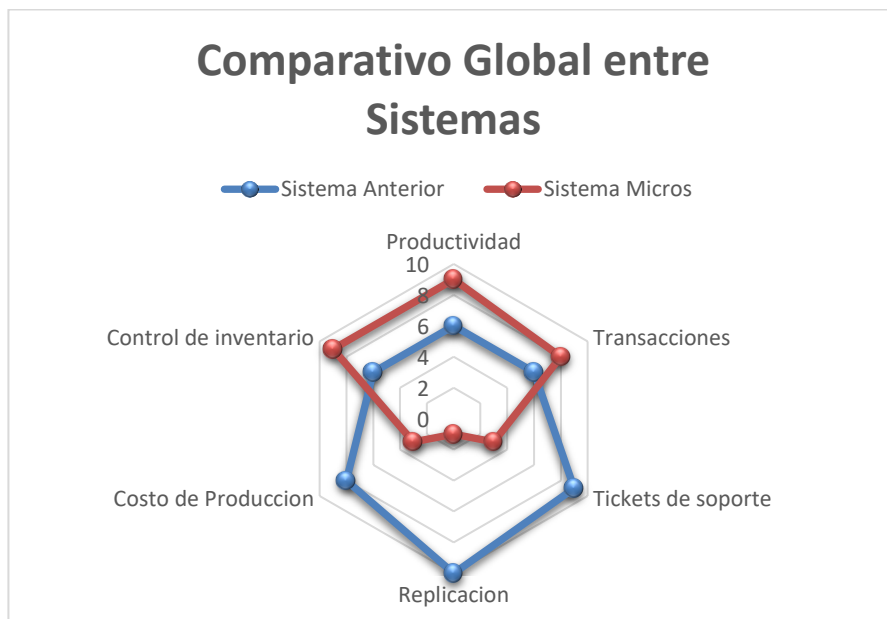 Comparativo Global entre
Sistemas
Sistema Anterior
Sistema Micros
Productividad
10
8
6
4
2
0
Transacciones
Tickets de soporte
Replicacion
Costo de Produccion
Control de inventario